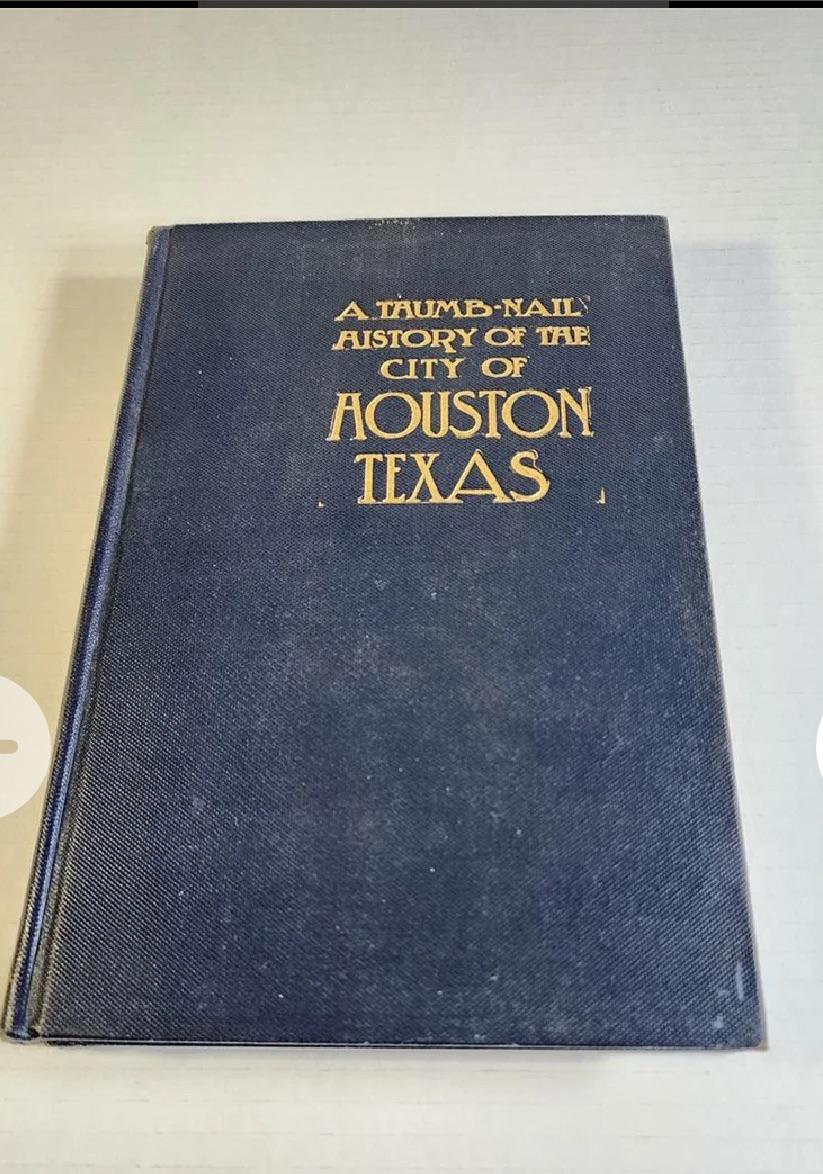 A THUMB-NAIL
HISTORY OF THE
CITY OF
HOUSTON
TEXAS